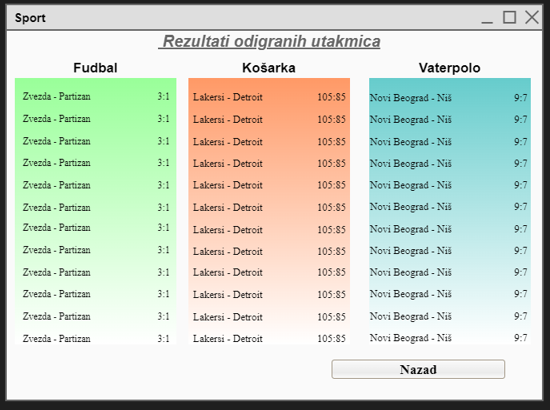 Sport
Rezultati odigranih utakmica
Fudbal Košarka Vaterpolo
Zvezda - Partizan 3:1 Lakersi - Detroit 105:85 Novi Beograd - Niš 9:7
Zvezda - Partizan 3:1 Lakersi - Detroit 105:85 Novi Beograd - Niš 9:7
Zvezda - Partizan 3:1 Lakersi - Detroit 105:85 Novi Beograd - Niš 9:7
Zvezda - Partizan 3:1 Lakersi - Detroit 105:85 Novi Beograd - Niš 9:7
Zvezda - Partizan 3:1 Lakersi - Detroit 105:85 Novi Beograd - Niš 9:7
Zvezda - Partizan 3:1 Lakersi - Detroit 105:85 Novi Beograd - Niš 9:7
Zvezda - Partizan 3:1 Lakersi - Detroit 105:85 Novi Beograd - Niš 9:7
Zvezda - Partizan 3:1 Lakersi - Detroit 105:85 Novi Beograd - Niš 9:7
Zvezda - Partizan 3:1 Lakersi - Detroit 105:85 Novi Beograd - Niš 9:7
Zvezda - Partizan 3:1 Lakersi - Detroit 105:85 Novi Beograd - Niš 9:7
Zvezda - Partizan 3:1 Lakersi - Detroit 105:85 Novi Beograd - Niš 9:7
Zvezda - Partizan 3:1 Lakersi - Detroit 105:85 Novi Beograd - Niš 9:7
Nazad